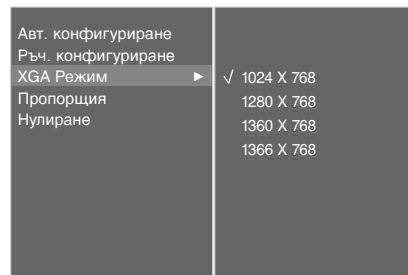 Авт. конфигуриране
Ръч. конфигуриране
XGA Режим ►
Пропорция
Нулиране
√ 1024 X 768
1280 X 768
1360 X 768
1366 X 768